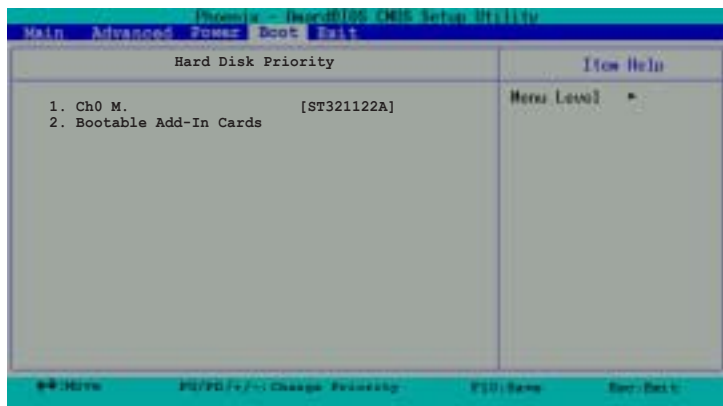 Phoenix - AwardBIOS CMOS Setup Utility
Main Advanced Power Boot Exit
Hard Disk Priority
Item Help
1. Ch0 M. [ST321122A]
2. Bootable Add-In Cards
Menu Level ►
:Move PU/PD/+/-:Change Priority F10:Save Esc:Exit